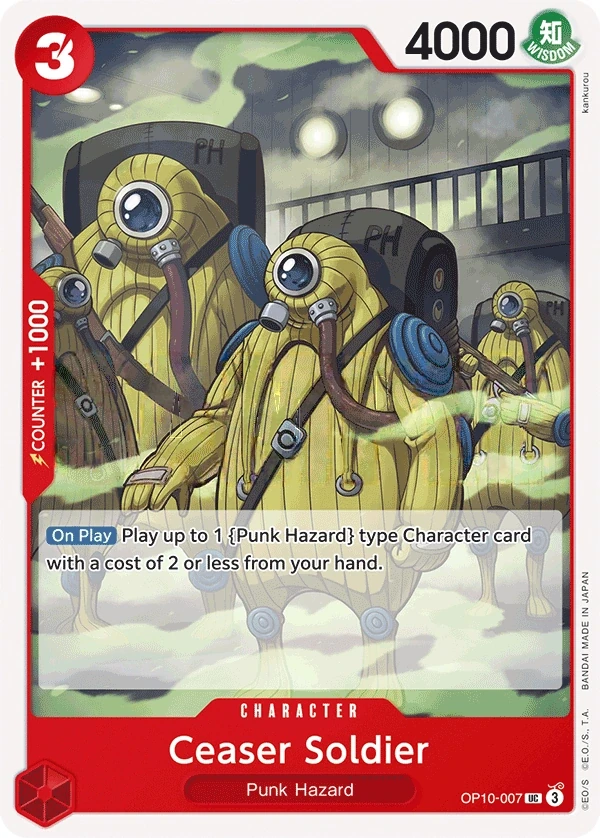 3
4000
知
WISDOM
kankurou
PH
PH
PH
COUNTER +1000
On Play Play up to 1 {Punk Hazard} type Character card
with a cost of 2 or less from your hand.
CHARACTER
Ceaser Soldier
Punk Hazard
OP10-007 UC 3
©E.O/S ©E.O./S., T.A. BANDAI MADE IN JAPAN